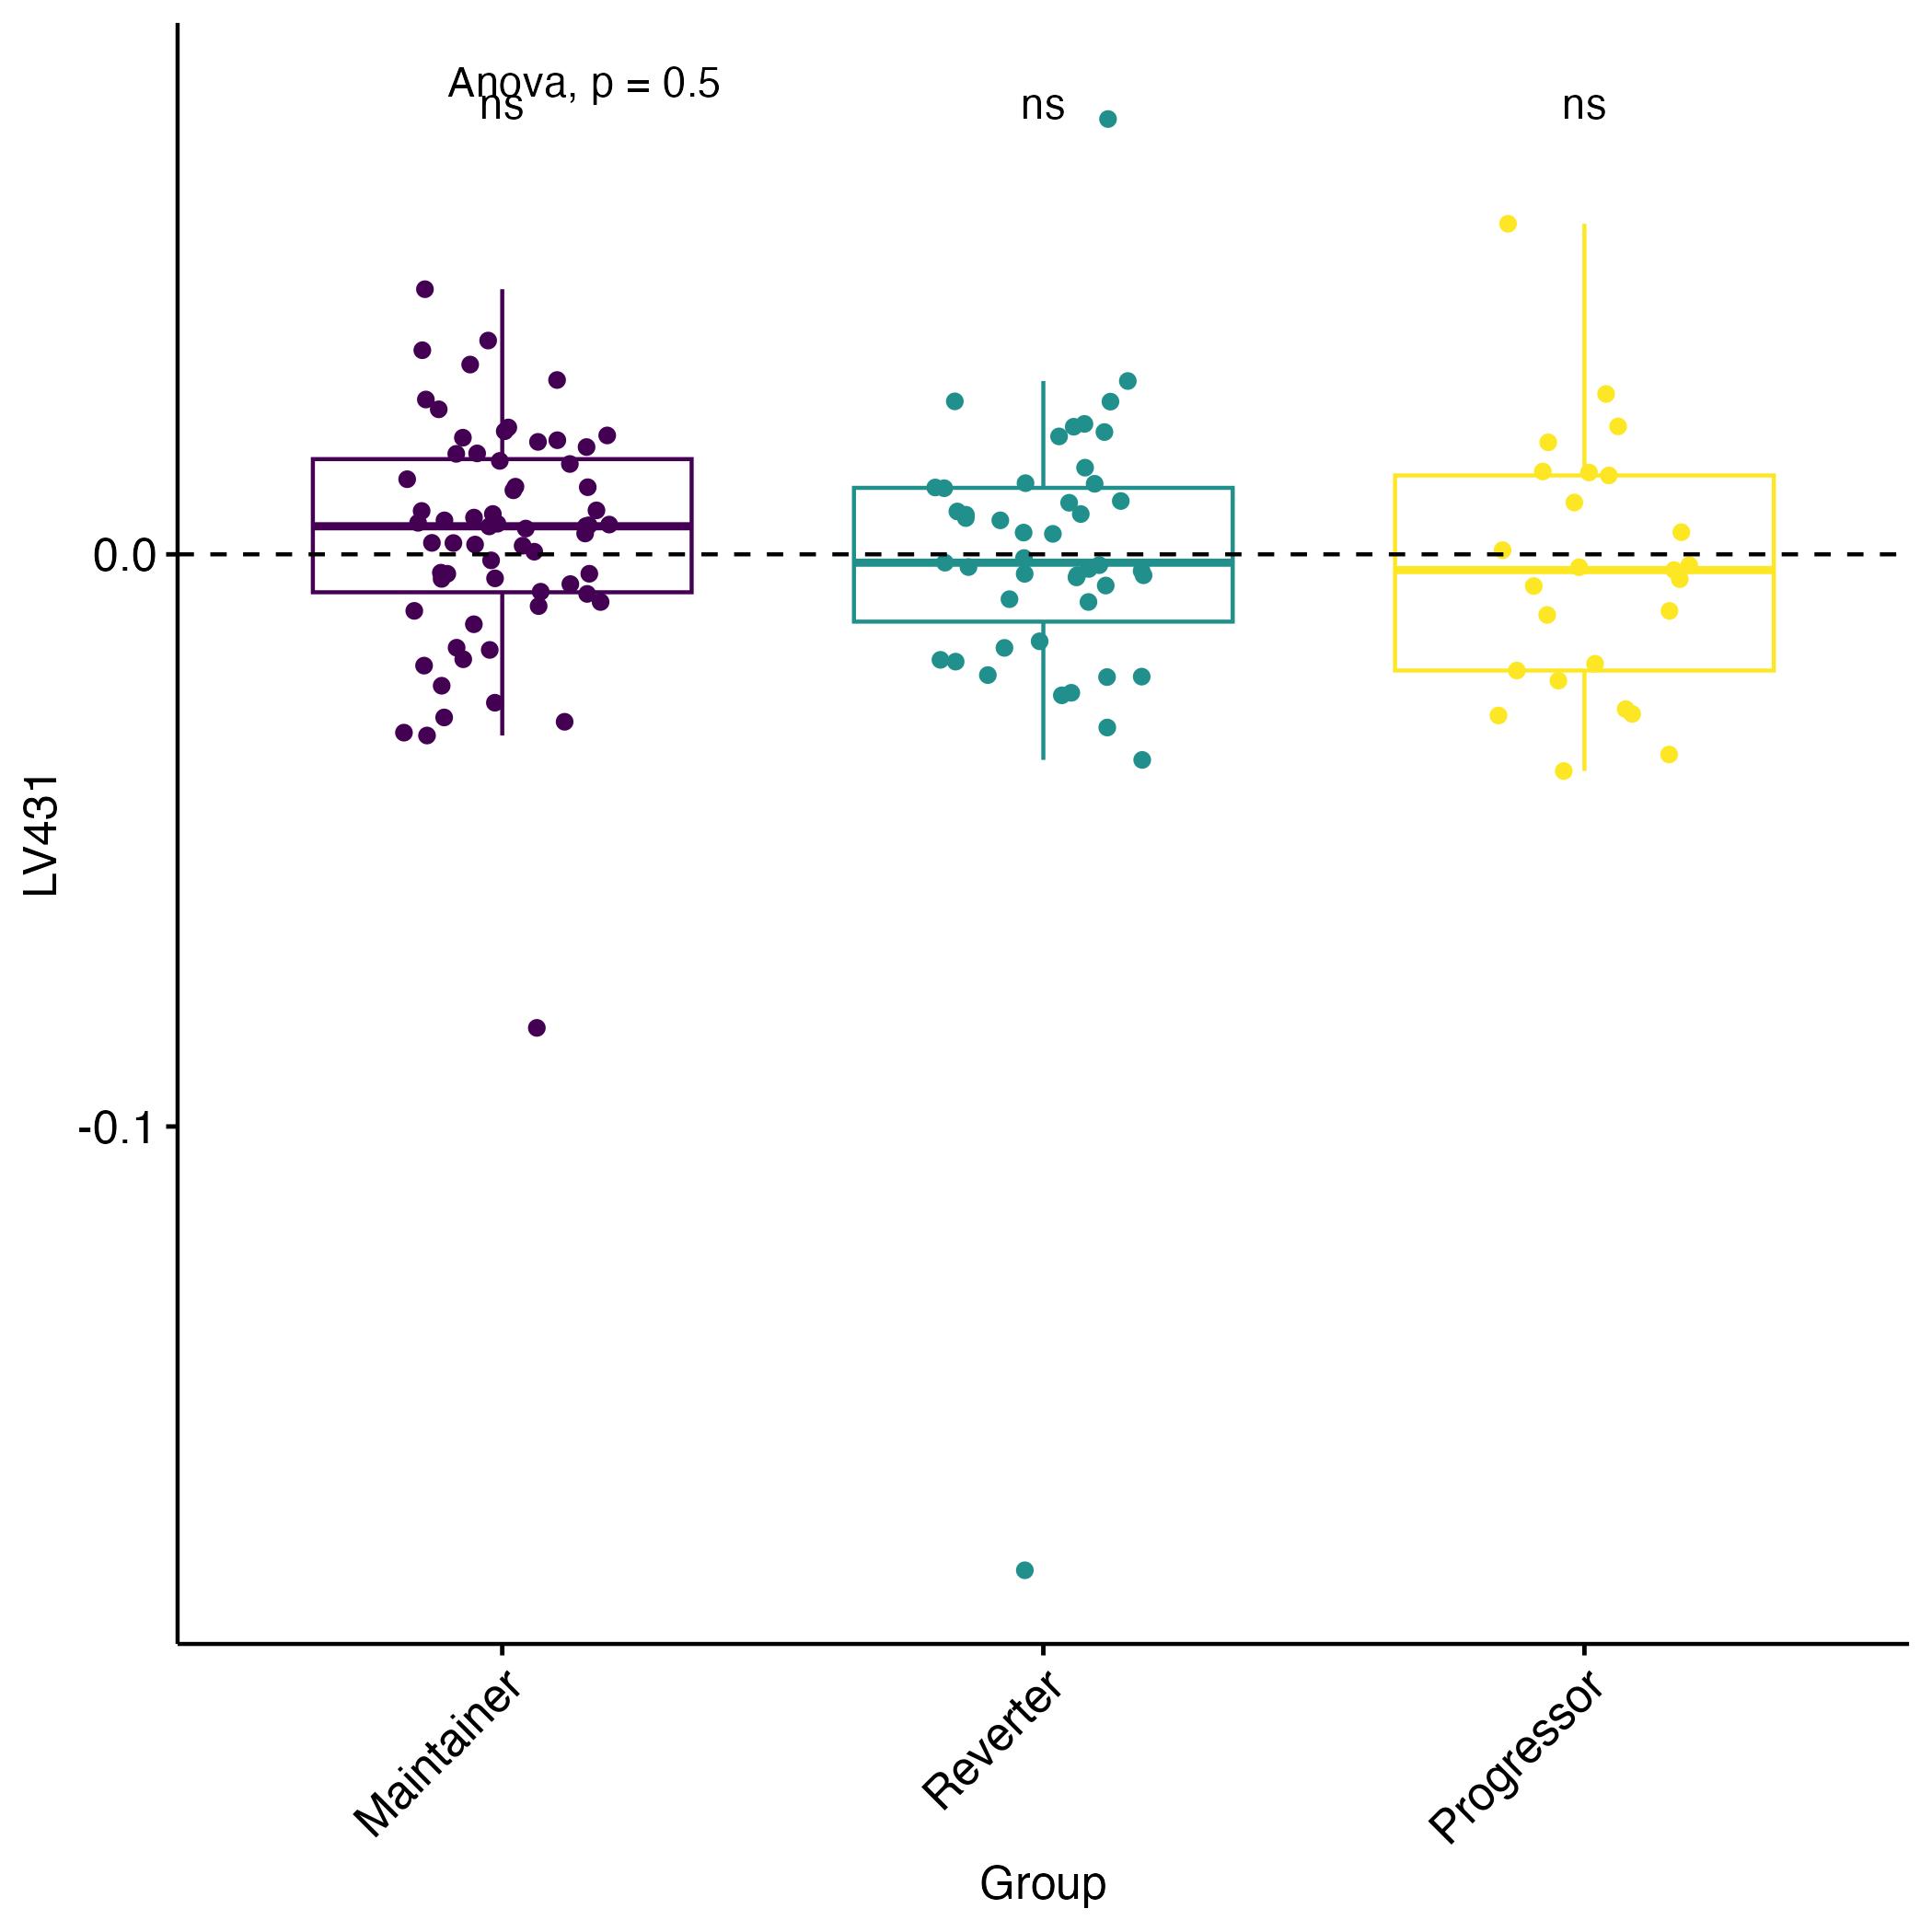 Anova, p = 0.5
ns
ns
ns
0.0
-0.1
LV431
Maintainer
Reverter
Progressor
Group